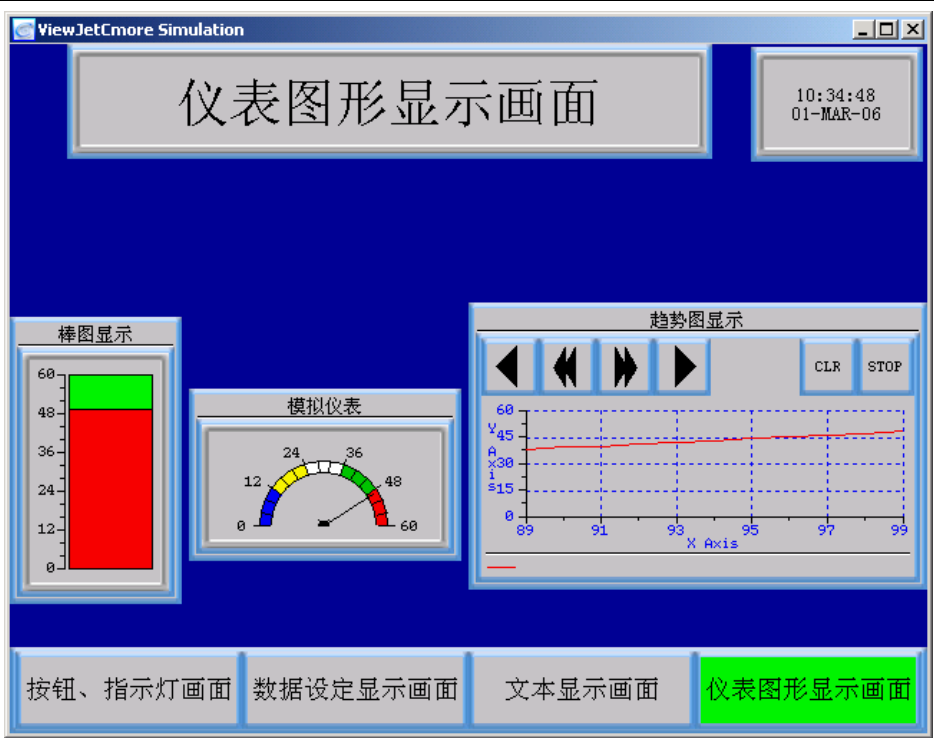 ViewJetCmore Simulation
仪表图形显示画面
10:34:48
01-MAR-06
棒图显示
60
48
36
24
12
0
模拟仪表
24 36
12 48
0 60
趋势图显示
CLR STOP
60
45
30
15
0
Y Axis
89 91 93 95 97 99
X Axis
按钮、指示灯画面 数据设定显示画面 文本显示画面 仪表图形显示画面